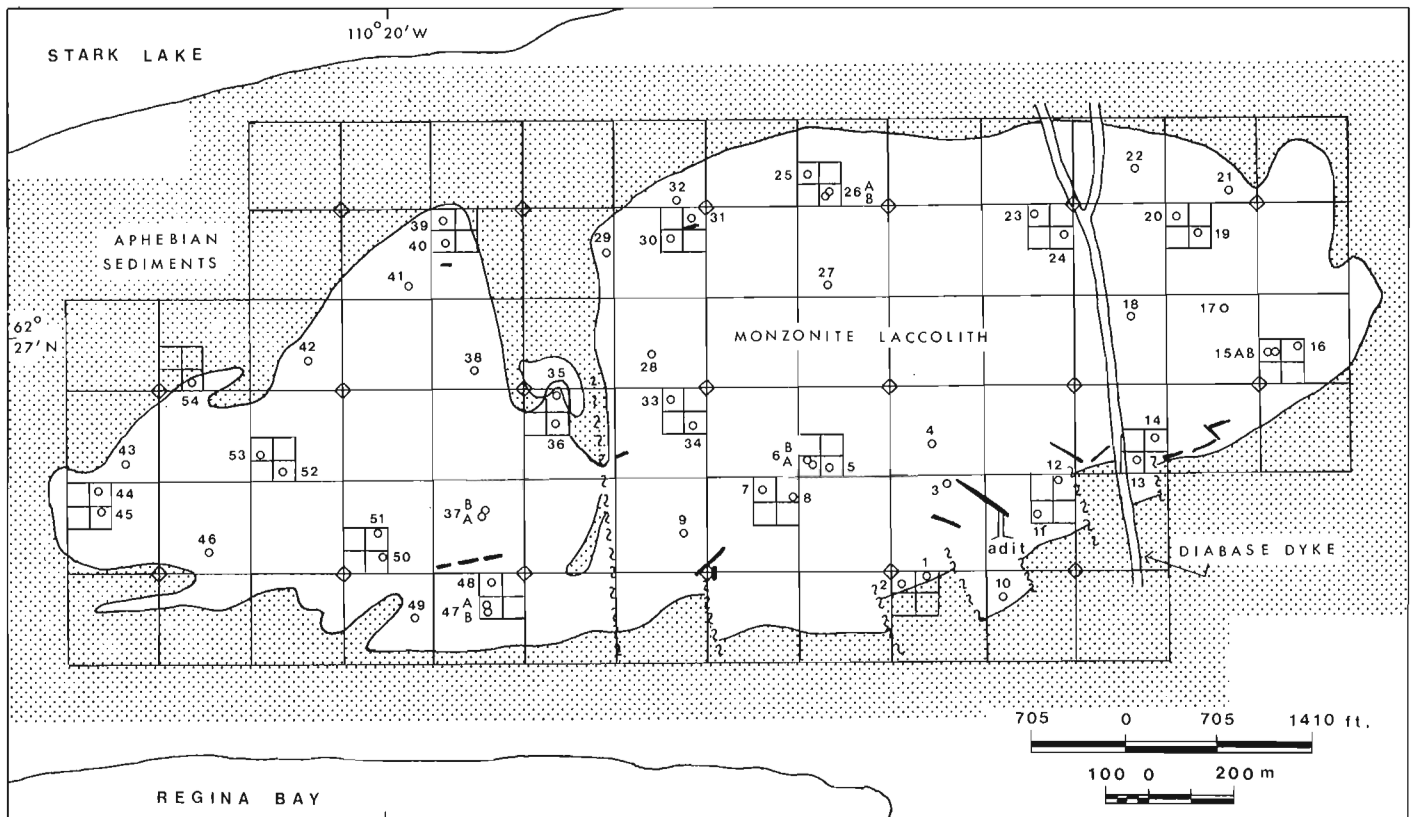 110°20'W
STARK LAKE
22
25
32
26 A
B
21
31
23
20
39
APHEBIAN
SEDIMENTS
29
30
19
40
24
41
27
18
17
62°
27'N
MONZONITE LACCOLITH
42
38
28
15AB
16
35
54
33
14
4
43
36
34
53
6 B
A
5
52
12
13
44
7
8
3
45
37 B
A
51
9
11
46
50
adit
DIABASE DYKE
48
1
2
10
47 A
B
49
705 0 705 1410 ft.
100 0 200 m
REGINA BAY